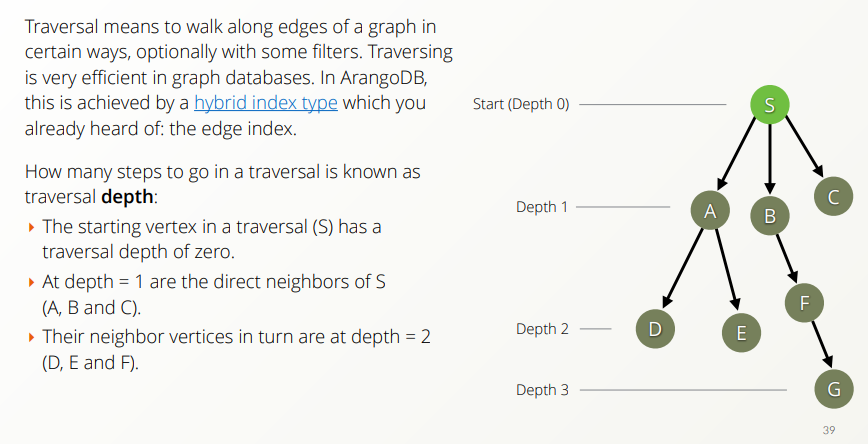 Traversal means to walk along edges of a graph in
certain ways, optionally with some filters. Traversing
is very efficient in graph databases. In ArangoDB,
this is achieved by a hybrid index type which you
already heard of: the edge index.
How many steps to go in a traversal is known as
traversal depth:
The starting vertex in a traversal (S) has a
traversal depth of zero.
At depth = 1 are the direct neighbors of S
(A, B and C).
Their neighbor vertices in turn are at depth = 2
(D, E and F).
Start (Depth 0)
S
Depth 1
A
B
C
Depth 2
D
E
F
Depth 3
G
39